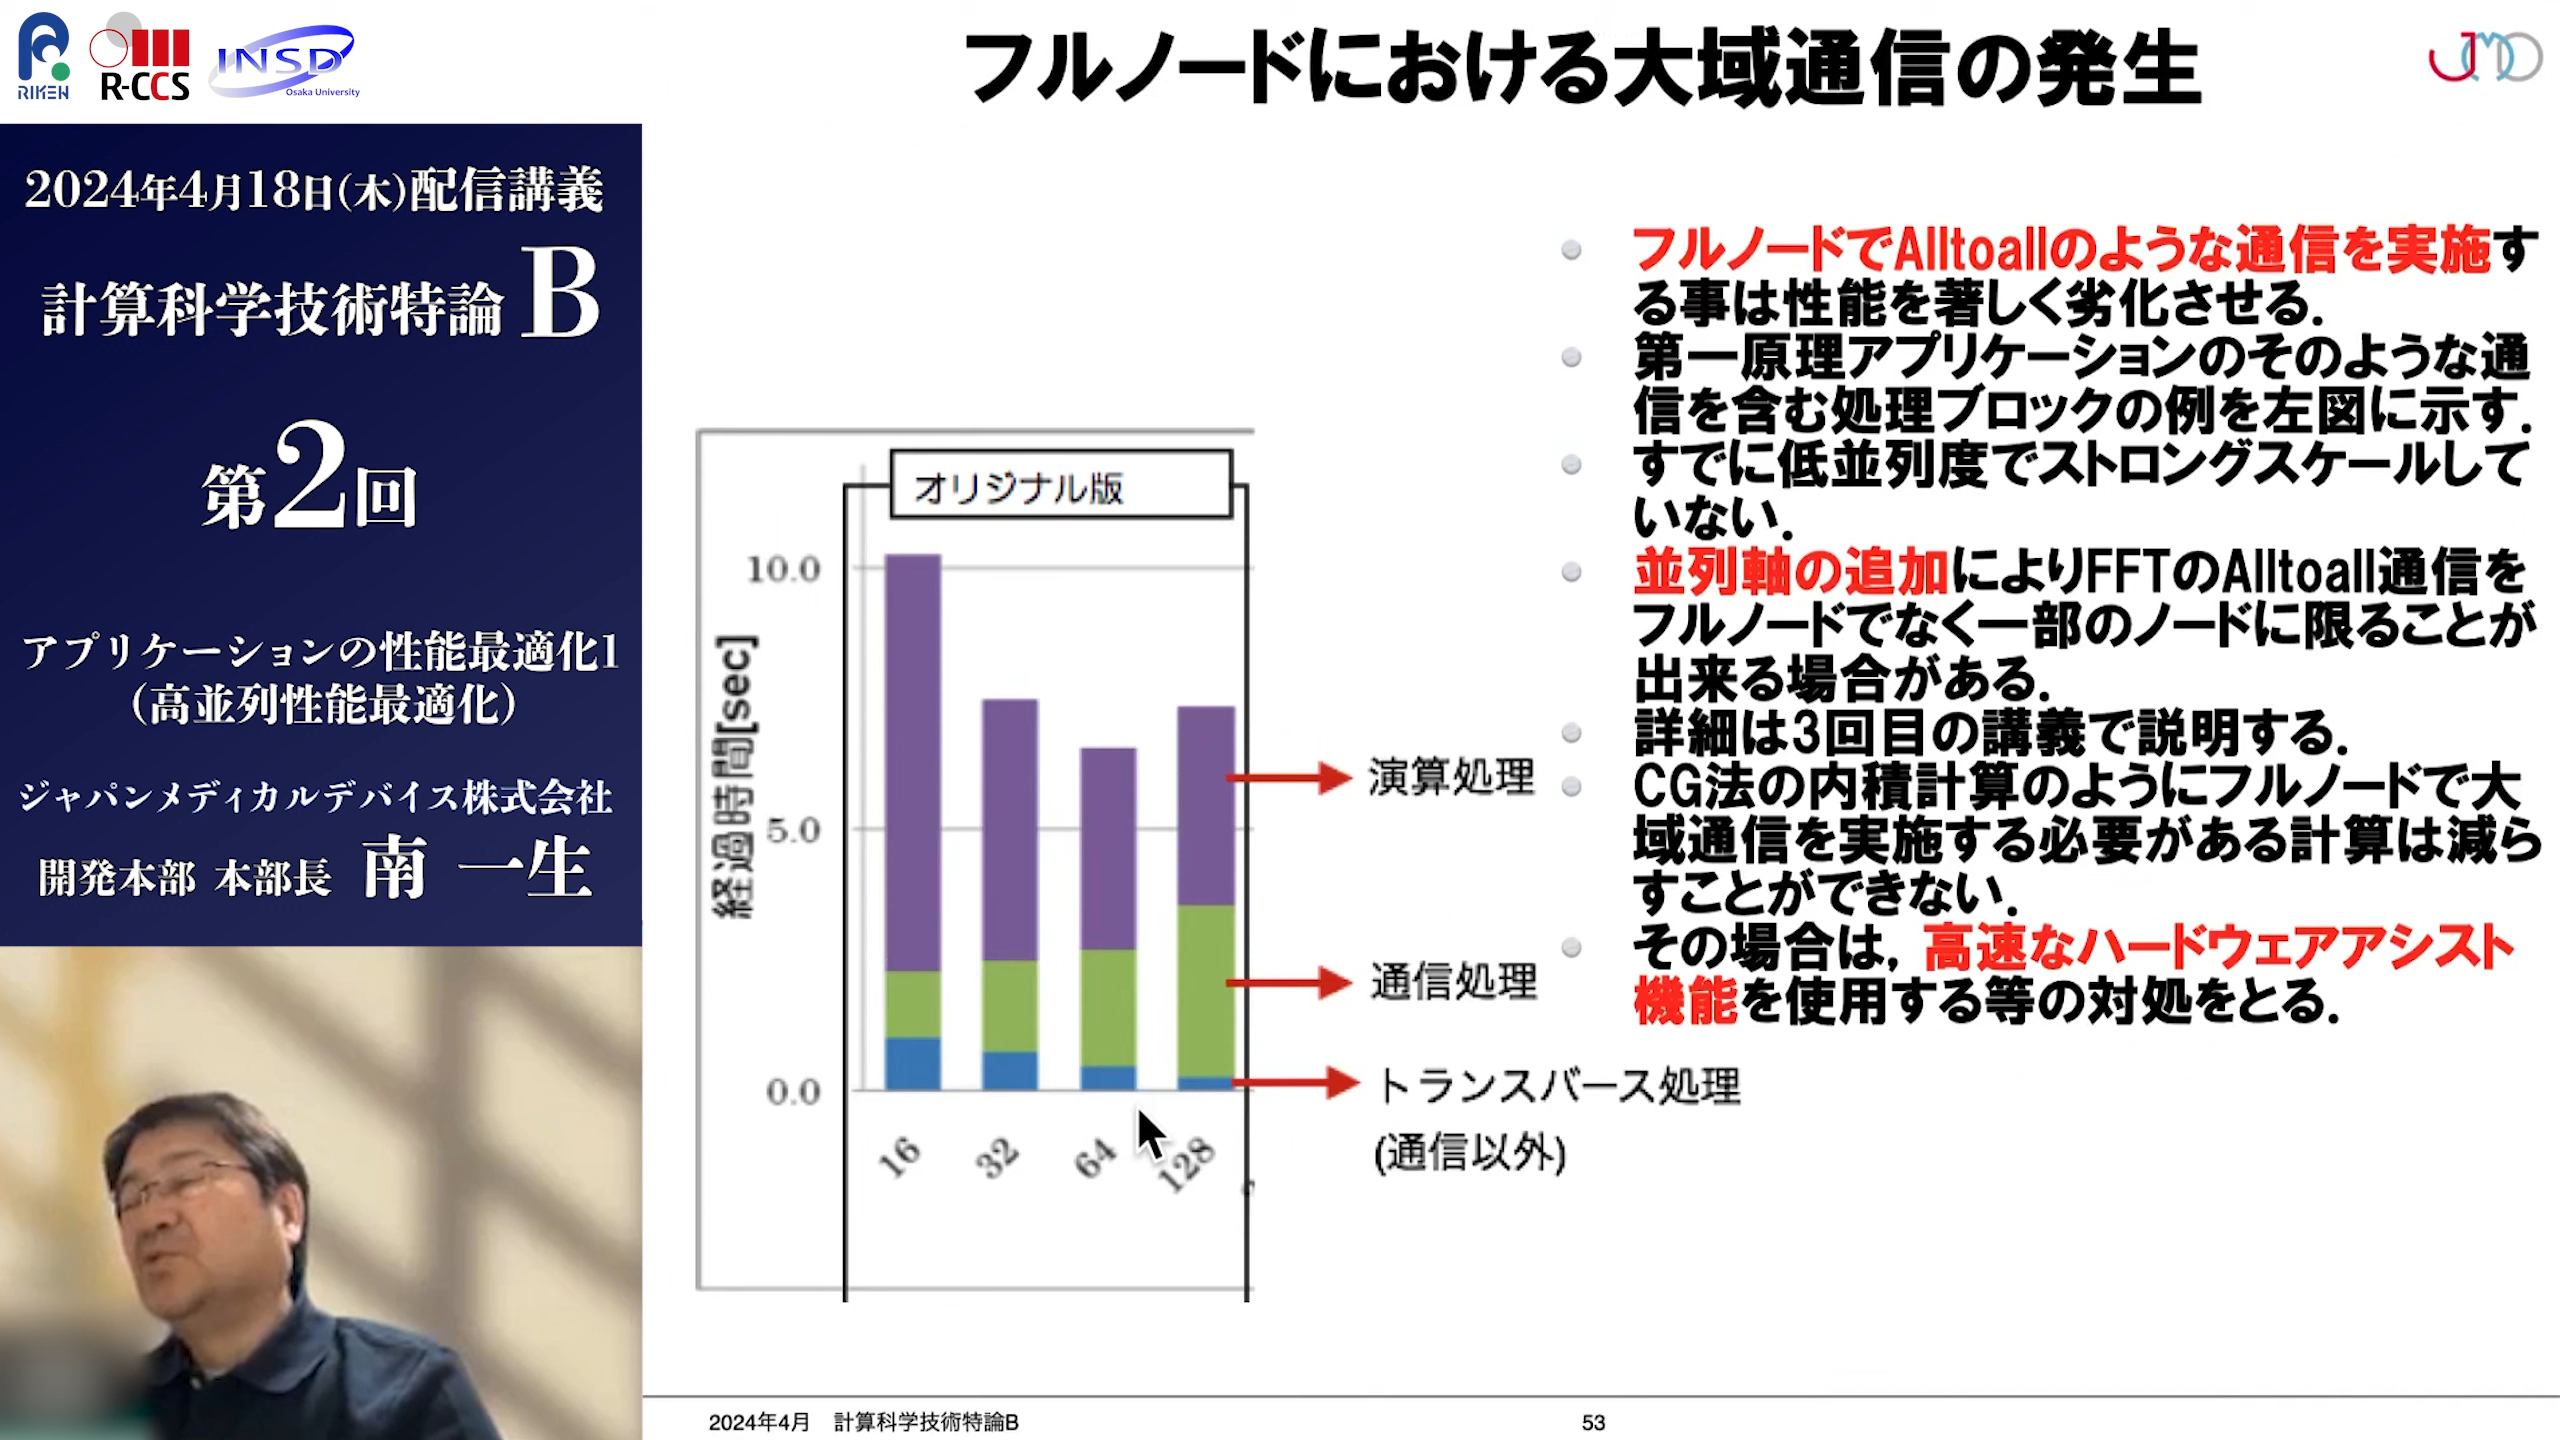 RIKEN
R-CCS
INSD
Osaka University
フルノードにおける大域通信の発生
2024年4月18日(木)配信講義
計算科学技術特論 B
第2回
アプリケーションの性能最適化1
(高並列性能最適化)
ジャパンメディカルデバイス株式会社
開発本部 本部長 南 一生
オリジナル版
経過時間[sec]
10.0
5.0
0.0
16
32
64
128
演算処理
通信処理
トランスバース処理
(通信以外)
フルノードでAlltoallのような通信を実施す
る事は性能を著しく劣化させる.
第一原理アプリケーションのそのような通
信を含む処理ブロックの例を左図に示す.
すでに低並列度でストロングスケールして
いない.
並列軸の追加によりFFTのAlltoall通信を
フルノードでなく一部のノードに限ることが
出来る場合がある.
詳細は3回目の講義で説明する.
CG法の内積計算のようにフルノードで大
域通信を実施する必要がある計算は減ら
すことができない.
その場合は, 高速なハードウェアアシスト
機能を使用する等の対処をとる.
2024年4月 計算科学技術特論B
53